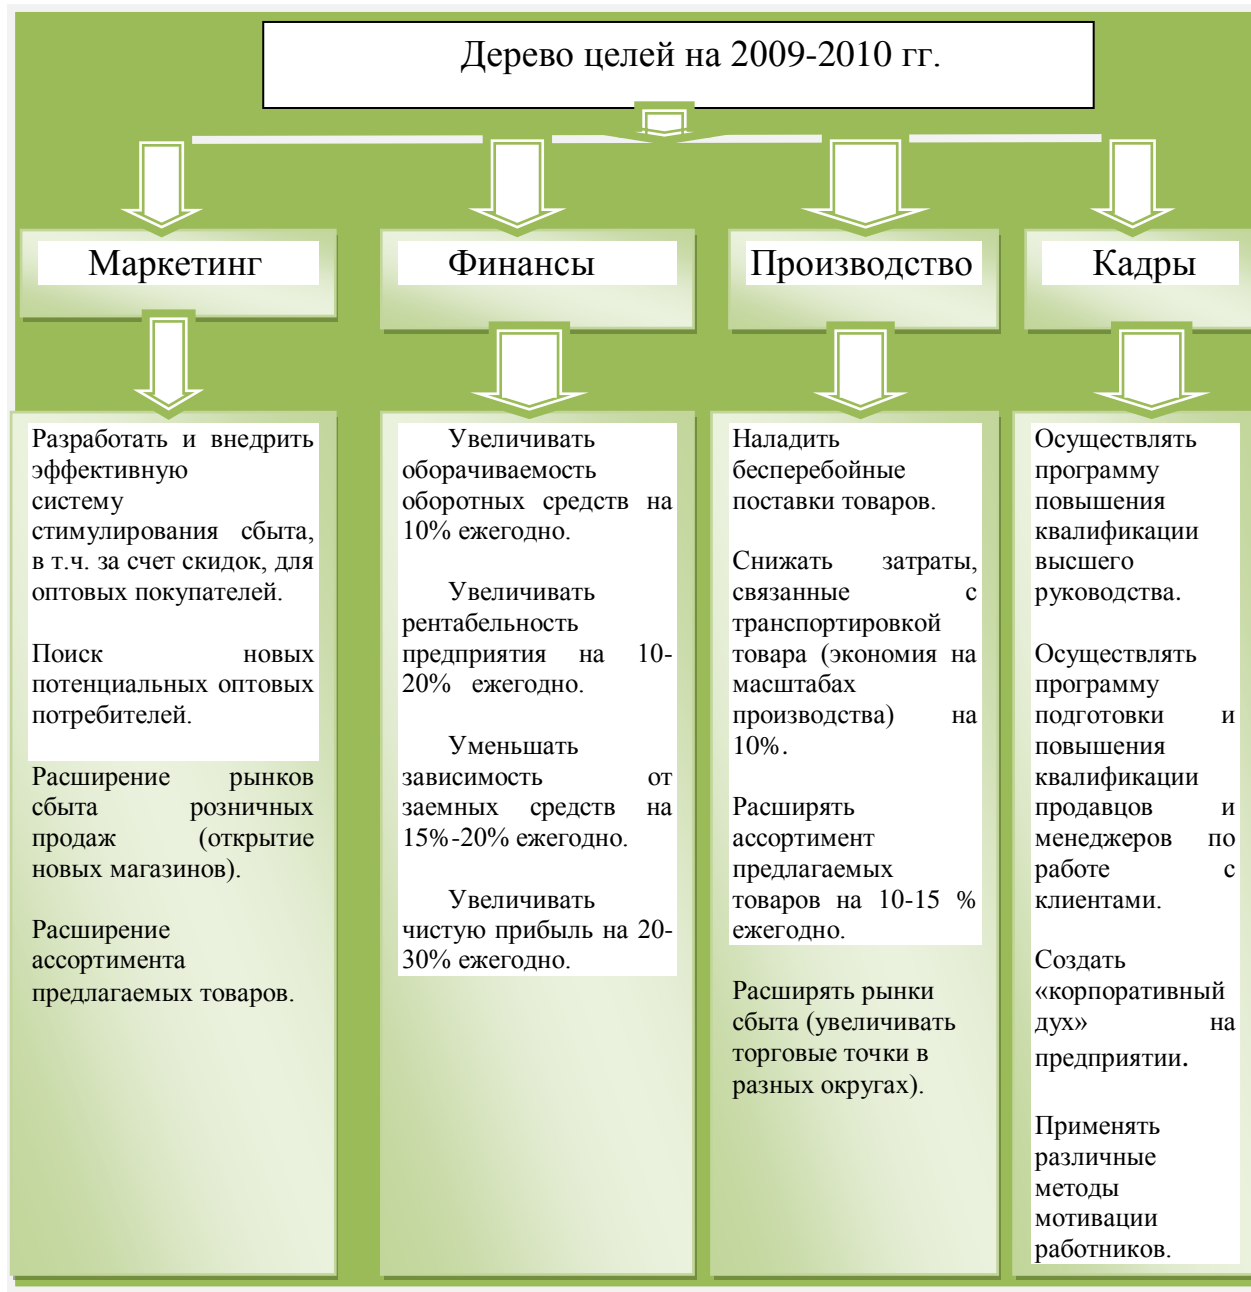 Дерево целей на 2009-2010 гг.
Маркетинг
Финансы
Производство
Кадры
Разработать и внедрить
эффективную
систему
стимулирования сбыта,
в т.ч. за счет скидок, для
оптовых покупателей.
Поиск новых
потенциальных оптовых
потребителей.
Расширение рынков
сбыта розничных
продаж (открытие
новых магазинов).
Расширение
ассортимента
предлагаемых товаров.
Увеличивать
оборачиваемость
оборотных средств на
10% ежегодно.
Увеличивать
рентабельность
предприятия на 10-
20% ежегодно.
Уменьшать
зависимость от
заемных средств на
15%-20% ежегодно.
Увеличивать
чистую прибыль на 20-
30% ежегодно.
Наладить
бесперебойные
поставки товаров.
Снижать затраты,
связанные с
транспортировкой
товара (экономия на
масштабах
производства) на
10%.
Расширять
ассортимент
предлагаемых
товаров на 10-15 %
ежегодно.
Расширять рынки
сбыта (увеличивать
торговые точки в
разных округах).
Осуществлять
программу
повышения
квалификации
высшего
руководства.
Осуществлять
программу
подготовки и
повышения
квалификации
продавцов и
менеджеров по
работе с
клиентами.
Создать
«корпоративный
дух» на
предприятии.
Применять
различные
методы
мотивации
работников.